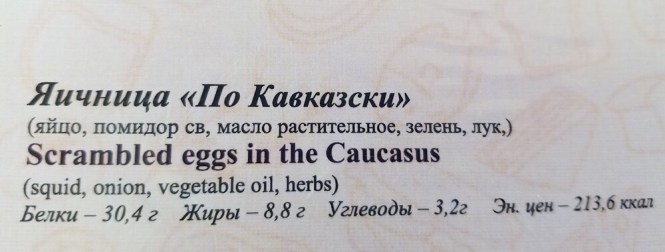 Яичница «По Кавказски»
(яйцо, помидор св, масло растительное, зелень, лук,)
Scrambled eggs in the Caucasus
(squid, onion, vegetable oil, herbs)
Белки – 30,4 г Жиры – 8,8 г Углеводы – 3,2г Эн. цен – 213,6 ккал